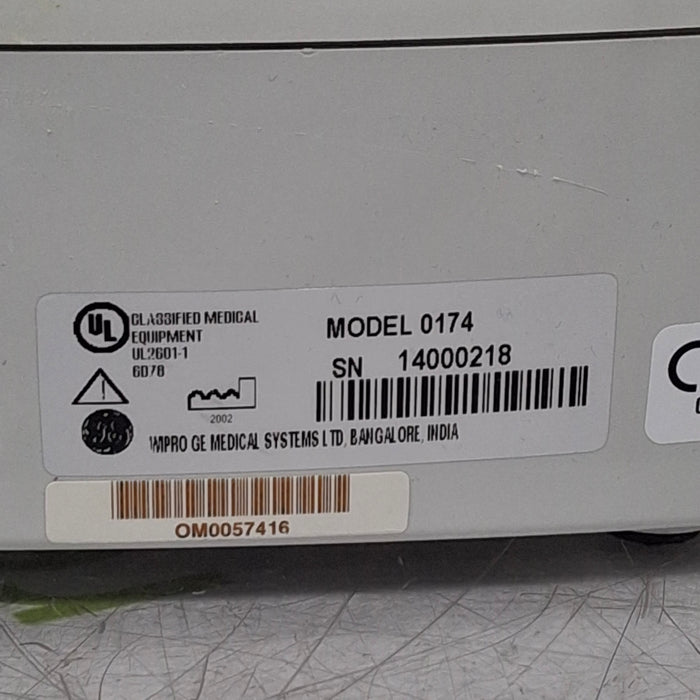 UL
CLASSIFIED MEDICAL
EQUIPMENT
UL2601-1
6D78
MODEL 0174
SN 14000218
2002
WIPRO GE MEDICAL SYSTEMS LTD, BANGALORE, INDIA
OM0057416